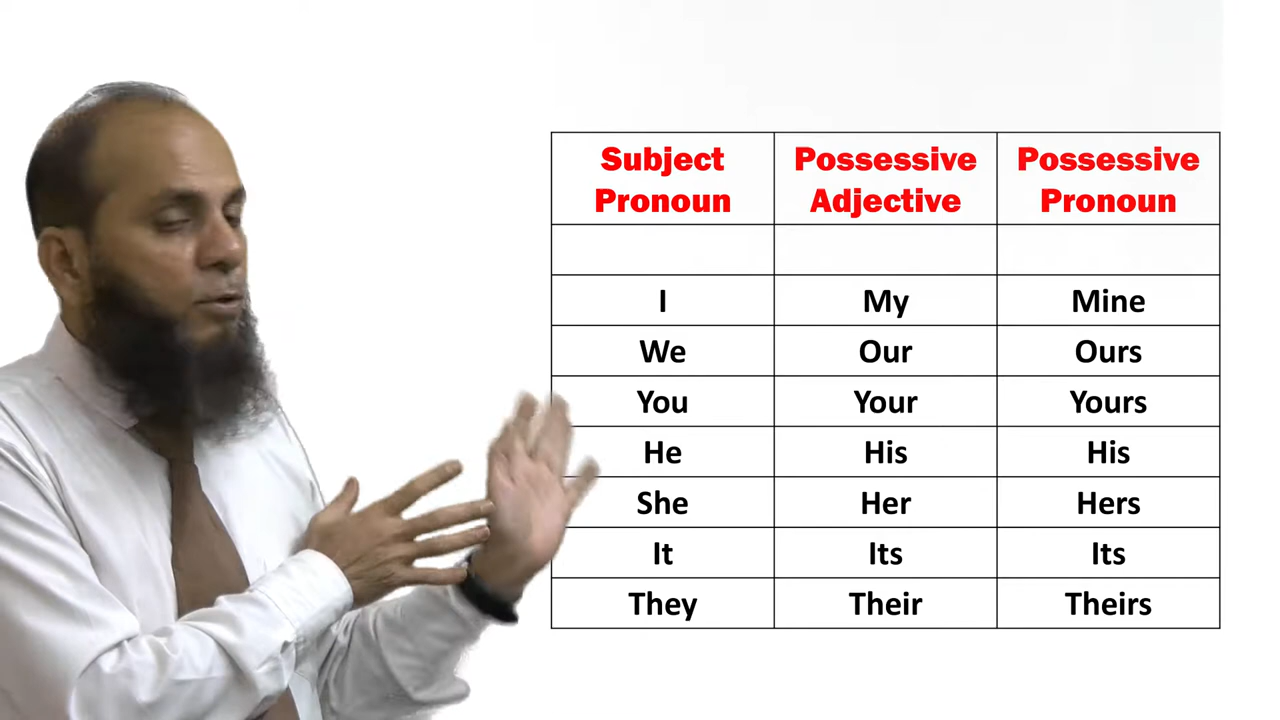 Subject Possessive Possessive
Pronoun Adjective Pronoun
I My Mine
We Our Ours
You Your Yours
He His His
She Her Hers
It Its Its
They Their Theirs